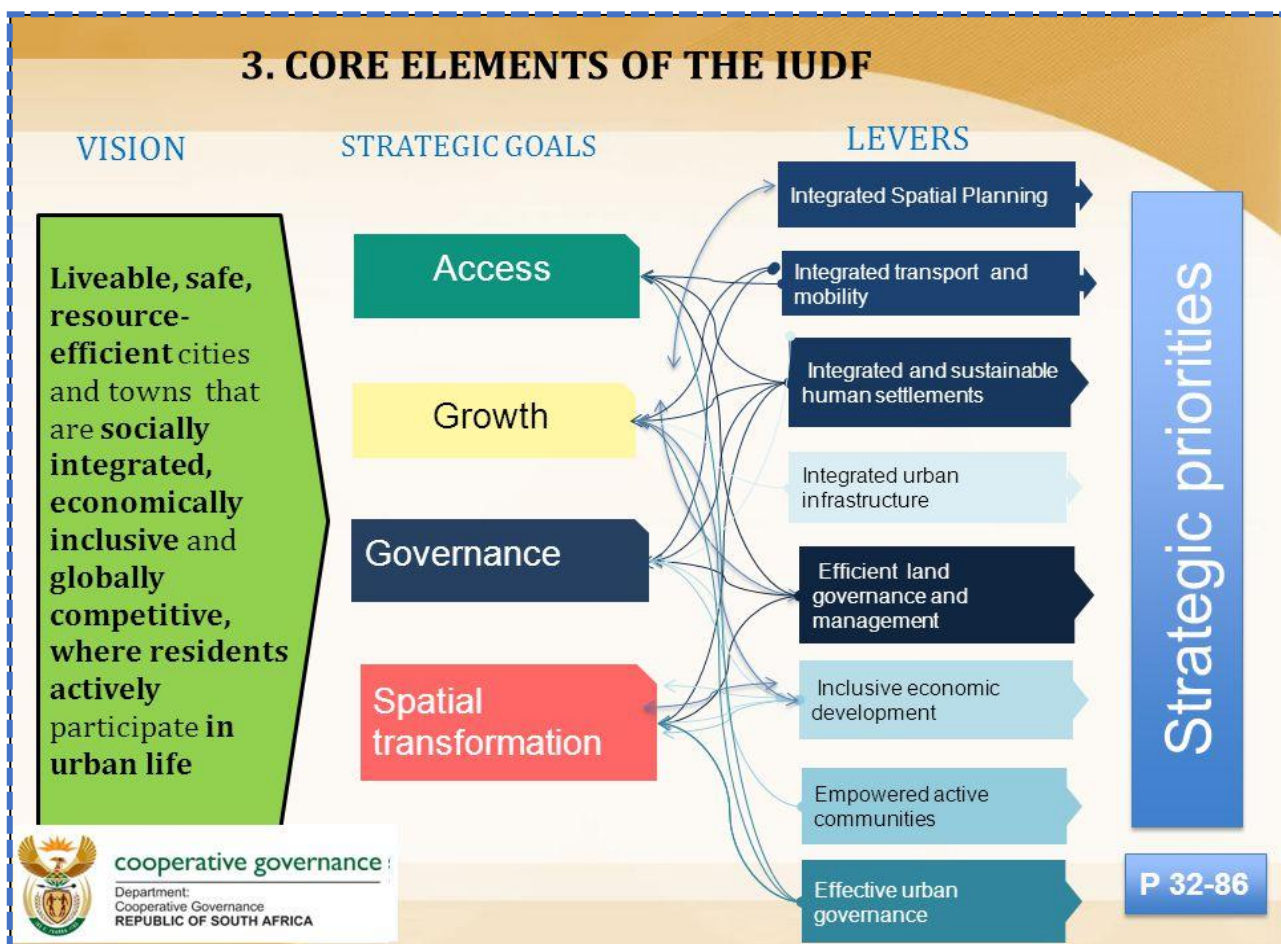 3. CORE ELEMENTS OF THE IUDF
VISION
STRATEGIC GOALS
LEVERS
Liveable, safe,
resource-
efficient cities
and towns that
are socially
integrated,
economically
inclusive and
globally
competitive,
where residents
actively
participate in
urban life
Access
Growth
Governance
Spatial
transformation
Integrated Spatial Planning
Integrated transport and
mobility
Integrated and sustainable
human settlements
Integrated urban
infrastructure
Efficient land
governance and
management
Inclusive economic
development
Empowered active
communities
Effective urban
governance
Strategic priorities
P 32-86
cooperative governance
Department:
Cooperative Governance
REPUBLIC OF SOUTH AFRICA